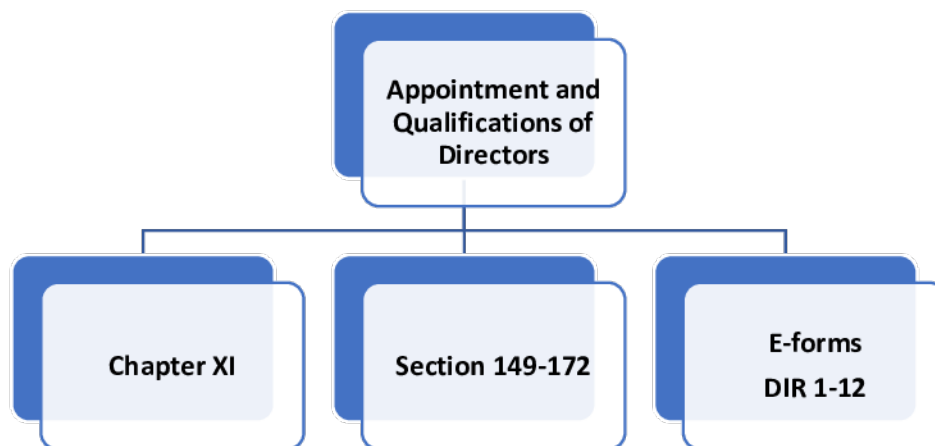 Appointment and
Qualifications of
Directors
Chapter XI
Section 149-172
E-forms
DIR 1-12